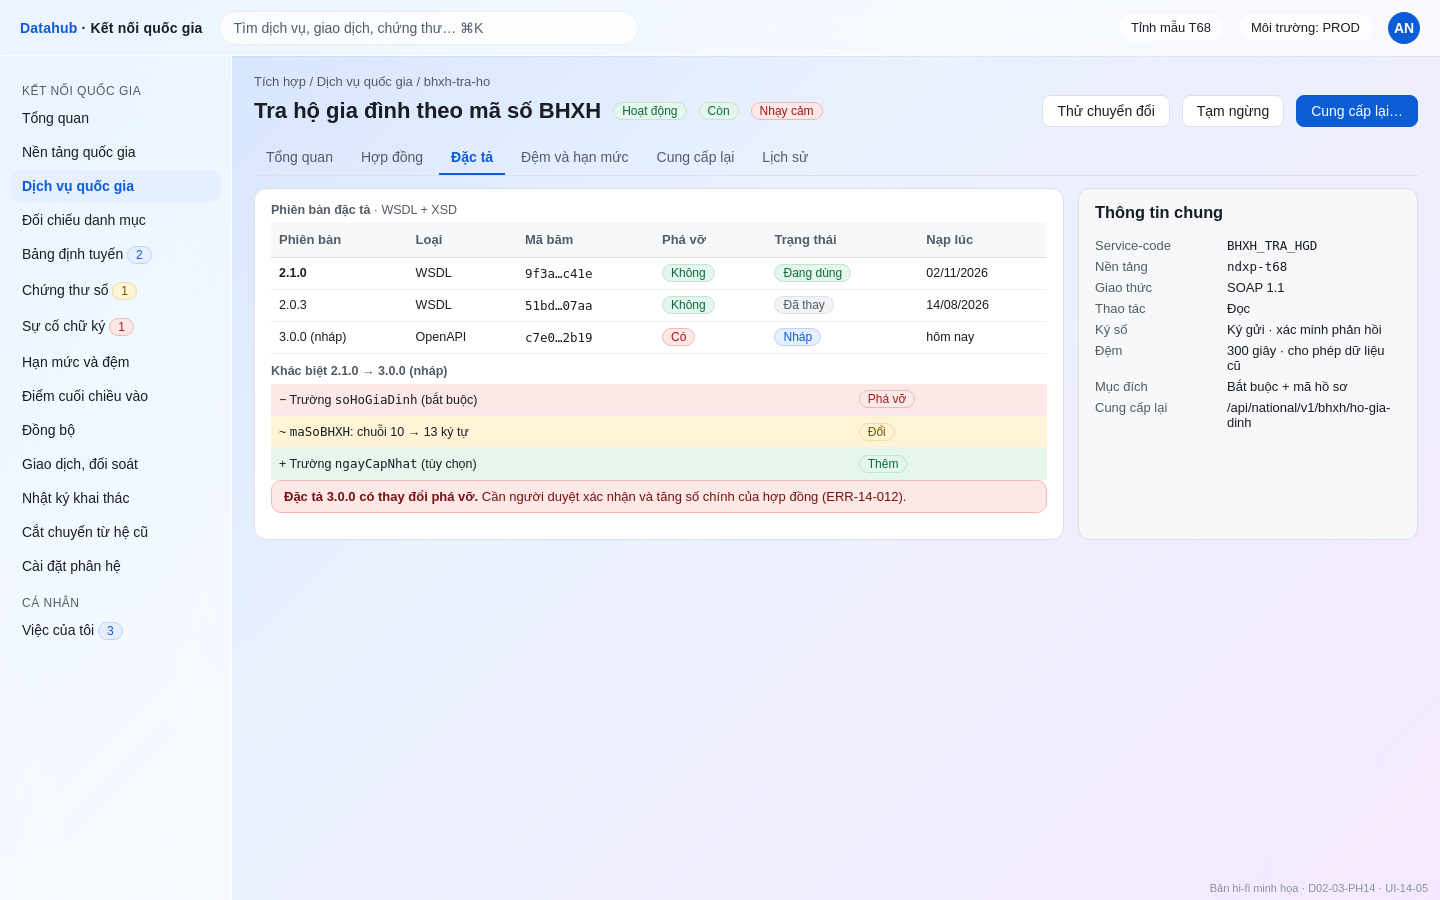 Datahub · Kết nối quốc gia
Tìm dịch vụ, giao dịch, chứng thư… ⌘K
Tỉnh mẫu T68
Môi trường: PROD
AN
KẾT NỐI QUỐC GIA
Tổng quan
Nền tảng quốc gia
Dịch vụ quốc gia
Đối chiếu danh mục
Bảng định tuyến 2
Chứng thư số 1
Sự cố chữ ký 1
Hạn mức và đệm
Điểm cuối chiều vào
Đồng bộ
Giao dịch, đối soát
Nhật ký khai thác
Cắt chuyển từ hệ cũ
Cài đặt phân hệ
CÁ NHÂN
Việc của tôi 3
Tích hợp / Dịch vụ quốc gia / bhxh-tra-ho
Tra hộ gia đình theo mã số BHXH Hoạt động Còn Nhạy cảm
Thử chuyển đổi Tạm ngừng Cung cấp lại…
Tổng quan Hợp đồng Đặc tả Đệm và hạn mức Cung cấp lại Lịch sử
Phiên bản đặc tả · WSDL + XSD
Phiên bản Loại Mã băm Phá vỡ Trạng thái Nạp lúc
2.1.0 WSDL 9f3a…c41e Không Đang dùng 02/11/2026
2.0.3 WSDL 51bd…07aa Không Đã thay 14/08/2026
3.0.0 (nháp) OpenAPI c7e0…2b19 Có Nháp hôm nay
Khác biệt 2.1.0 → 3.0.0 (nháp)
− Trường soHoGiaDinh (bắt buộc) Phá vỡ
~ maSoBHXH: chuỗi 10 → 13 ký tự Đổi
+ Trường ngayCapNhat (tùy chọn) Thêm
Đặc tả 3.0.0 có thay đổi phá vỡ. Cần người duyệt xác nhận và tăng số chính của hợp đồng (ERR-14-012).
Thông tin chung
Service-code BHXH_TRA_HGD
Nền tảng ndxp-t68
Giao thức SOAP 1.1
Thao tác Đọc
Ký số Ký gửi · xác minh phản hồi
Đệm 300 giây · cho phép dữ liệu
cũ
Mục đích Bắt buộc + mã hồ sơ
Cung cấp lại /api/national/v1/bhxh/ho-gia-
dinh
Bản hi-fi minh họa · D02-03-PH14 · UI-14-05